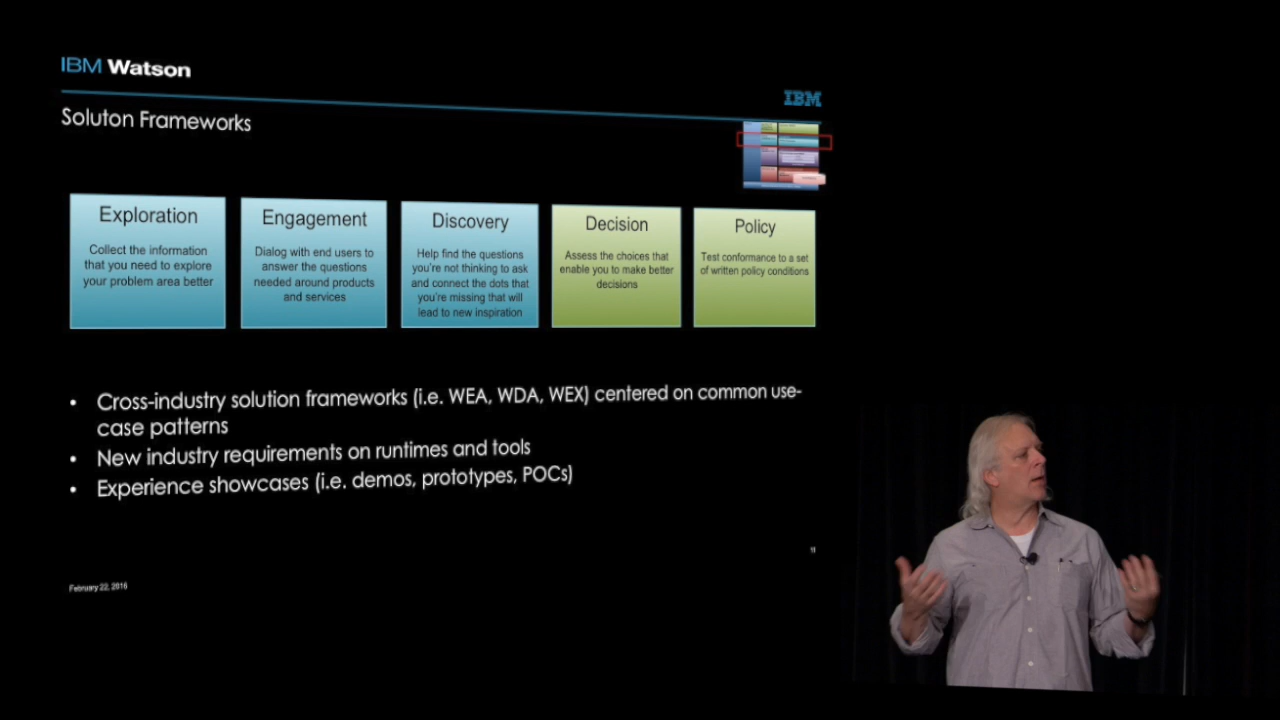 IBM Watson
IBM
Soluton Frameworks
Exploration
Collect the information
that you need to explore
your problem area better
Engagement
Dialog with end users to
answer the questions
needed around products
and services
Discovery
Help find the questions
you're not thinking to ask
and connect the dots that
you're missing that will
lead to new inspiration
Decision
Assess the choices that
enable you to make better
decisions
Policy
Test conformance to a set
of written policy conditions
• Cross-industry solution frameworks (i.e. WEA, WDA, WEX) centered on common use-
case patterns
• New industry requirements on runtimes and tools
• Experience showcases (i.e. demos, prototypes, POCs)
11
February 22, 2016